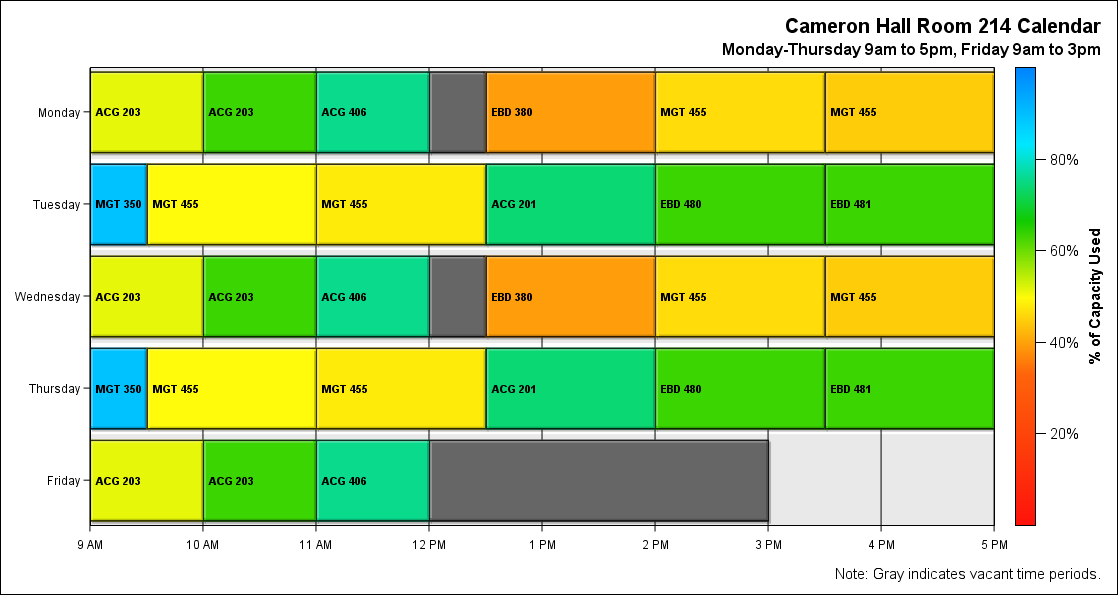 Cameron Hall Room 214 Calendar
Monday-Thursday 9am to 5pm, Friday 9am to 3pm
Monday ACG 203 ACG 203 ACG 406 EBD 380 MGT 455 MGT 455
Tuesday MGT 350 MGT 455 MGT 455 ACG 201 EBD 480 EBD 481
Wednesday ACG 203 ACG 203 ACG 406 EBD 380 MGT 455 MGT 455
Thursday MGT 350 MGT 455 MGT 455 ACG 201 EBD 480 EBD 481
Friday ACG 203 ACG 203 ACG 406
9 AM 10 AM 11 AM 12 PM 1 PM 2 PM 3 PM 4 PM 5 PM
80%
60%
40%
20%
% of Capacity Used
Note: Gray indicates vacant time periods.